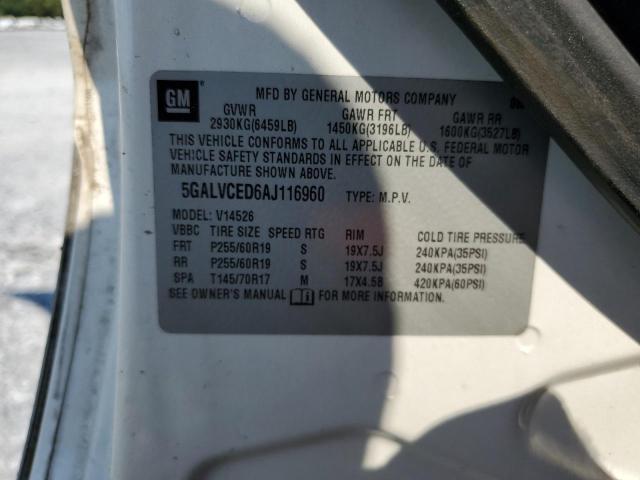 GM
MFD BY GENERAL MOTORS COMPANY
GVWR GAWR FRT GAWR RR
2930KG(6459LB) 1450KG(3196LB) 1600KG(3527LB)
THIS VEHICLE CONFORMS TO ALL APPLICABLE U.S. FEDERAL MOTOR
VEHICLE SAFETY STANDARDS IN EFFECT ON THE DATE OF
MANUFACTURE SHOWN ABOVE.
5GALVCED6AJ116960 TYPE: M.P.V.
MODEL: V14526
VBBC TIRE SIZE SPEED RTG RIM COLD TIRE PRESSURE
FRT P255/60R19 S 19X7.5J 240KPA(35PSI)
RR P255/60R19 S 19X7.5J 240KPA(35PSI)
SPA T145/70R17 M 17X4.5B 420KPA(60PSI)
SEE OWNER'S MANUAL FOR MORE INFORMATION.